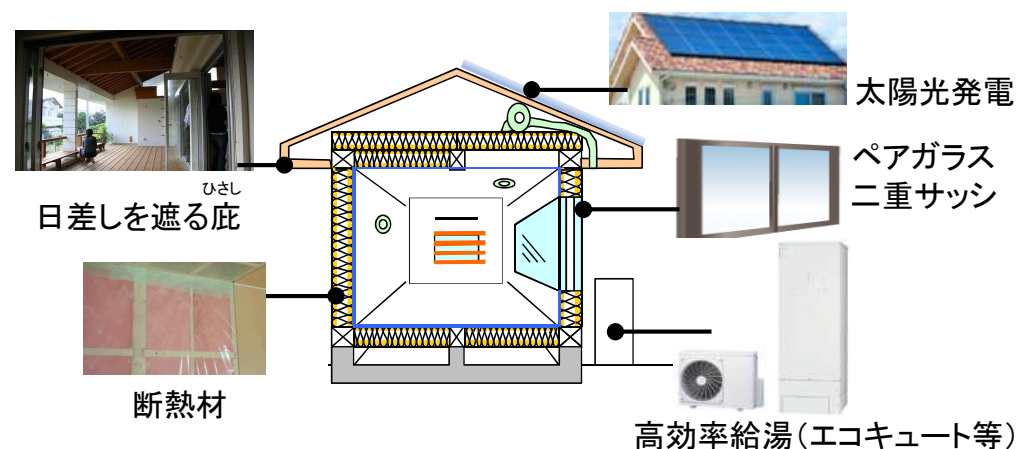 太陽光発電
ペアガラス
二重サッシ
ひさし
日差しを遮る庇
断熱材
高効率給湯（エコキュート等）